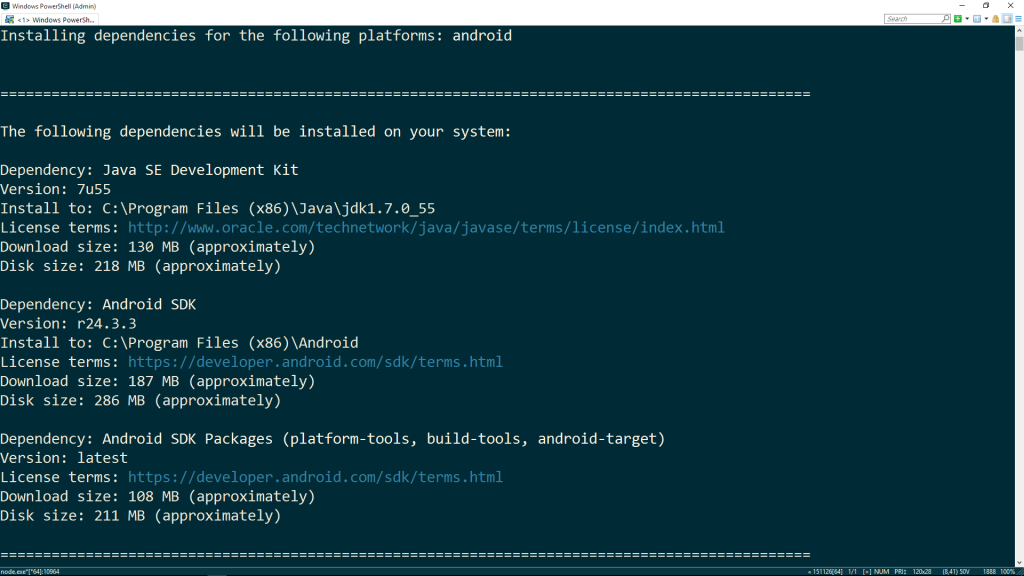 Windows PowerShell (Admin)
<1> Windows PowerSh...
Search
Installing dependencies for the following platforms: android
===============================================================================================
The following dependencies will be installed on your system:
Dependency: Java SE Development Kit
Version: 7u55
Install to: C:\Program Files (x86)\Java\jdk1.7.0_55
License terms: http://www.oracle.com/technetwork/java/javase/terms/license/index.html
Download size: 130 MB (approximately)
Disk size: 218 MB (approximately)
Dependency: Android SDK
Version: r24.3.3
Install to: C:\Program Files (x86)\Android
License terms: https://developer.android.com/sdk/terms.html
Download size: 187 MB (approximately)
Disk size: 286 MB (approximately)
Dependency: Android SDK Packages (platform-tools, build-tools, android-target)
Version: latest
License terms: https://developer.android.com/sdk/terms.html
Download size: 108 MB (approximately)
Disk size: 211 MB (approximately)
===============================================================================================
node.exe*[*64]:10964
« 151126[64] 1/1 [+] NUM PRI: 120x28 (8,41) 50V 1888 100%